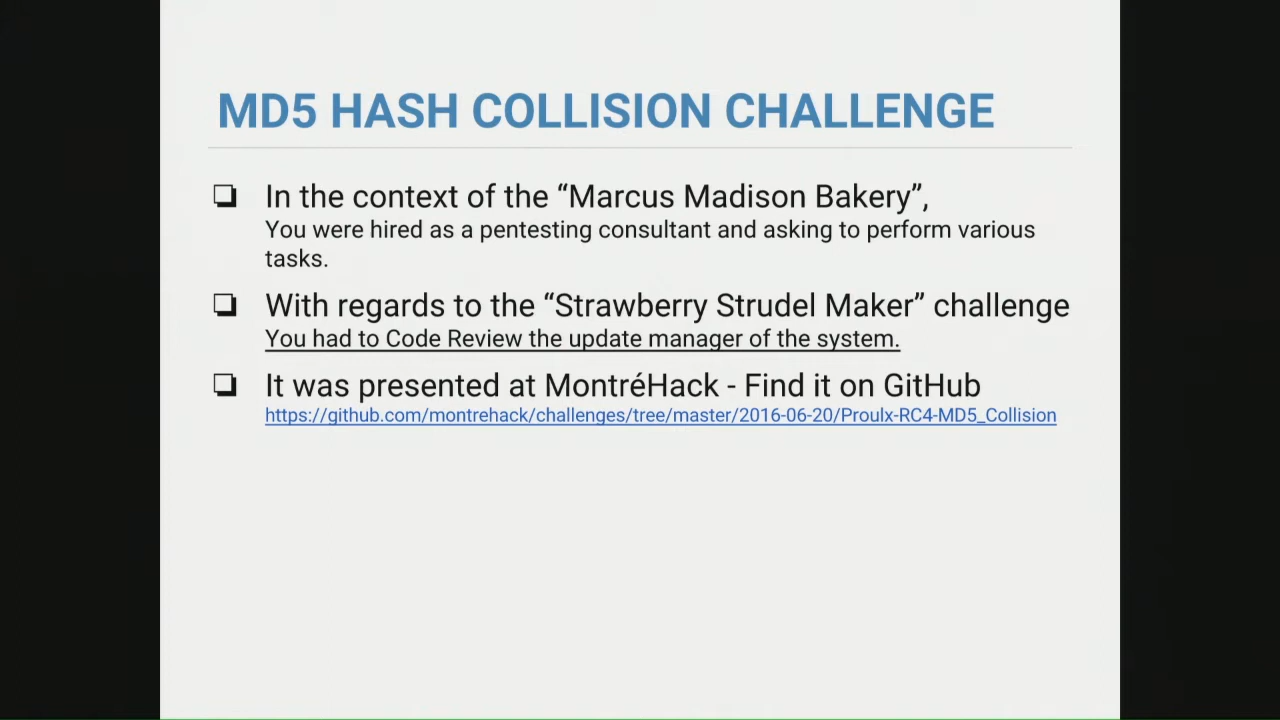 MD5 HASH COLLISION CHALLENGE
In the context of the “Marcus Madison Bakery”,
You were hired as a pentesting consultant and asking to perform various
tasks.
With regards to the “Strawberry Strudel Maker” challenge
You had to Code Review the update manager of the system.
It was presented at MontréHack - Find it on GitHub
https://github.com/montrehack/challenges/tree/master/2016-06-20/Proulx-RC4-MD5_Collision